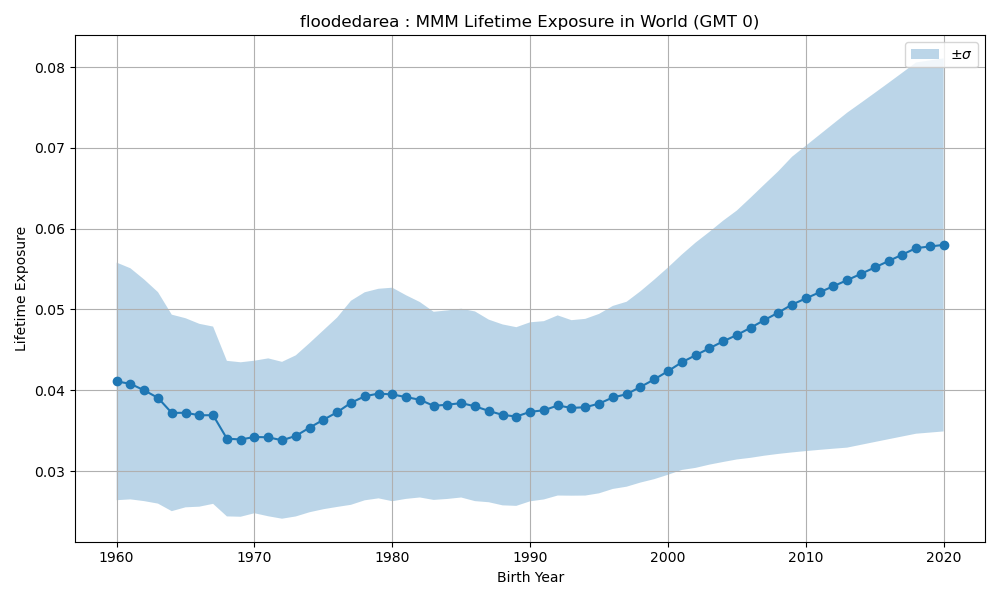 floodedarea : MMM Lifetime Exposure in World (GMT 0)
±σ
0.08
0.07
0.06
0.05
0.04
0.03
Lifetime Exposure
1960 1970 1980 1990 2000 2010 2020
Birth Year